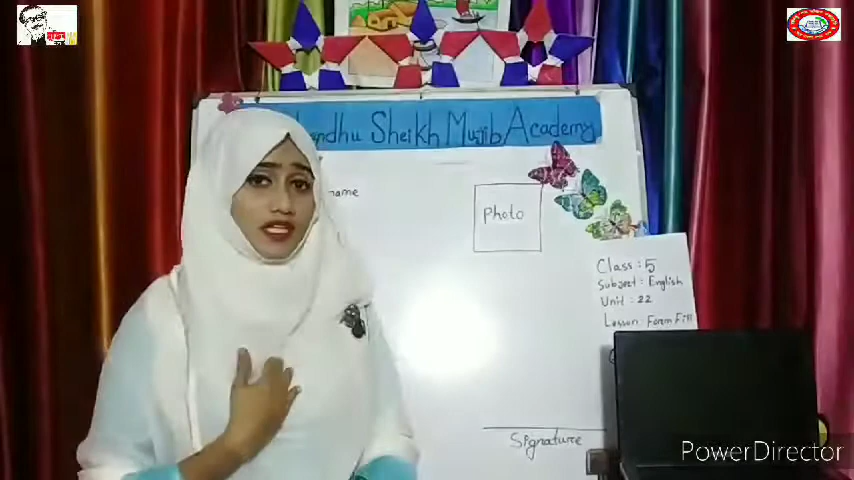 Sheikh Mujib Academy
name
Photo
Class : 5
Subject : English
Unit : 22
Lesson : Form Fill
Signature
PowerDirector